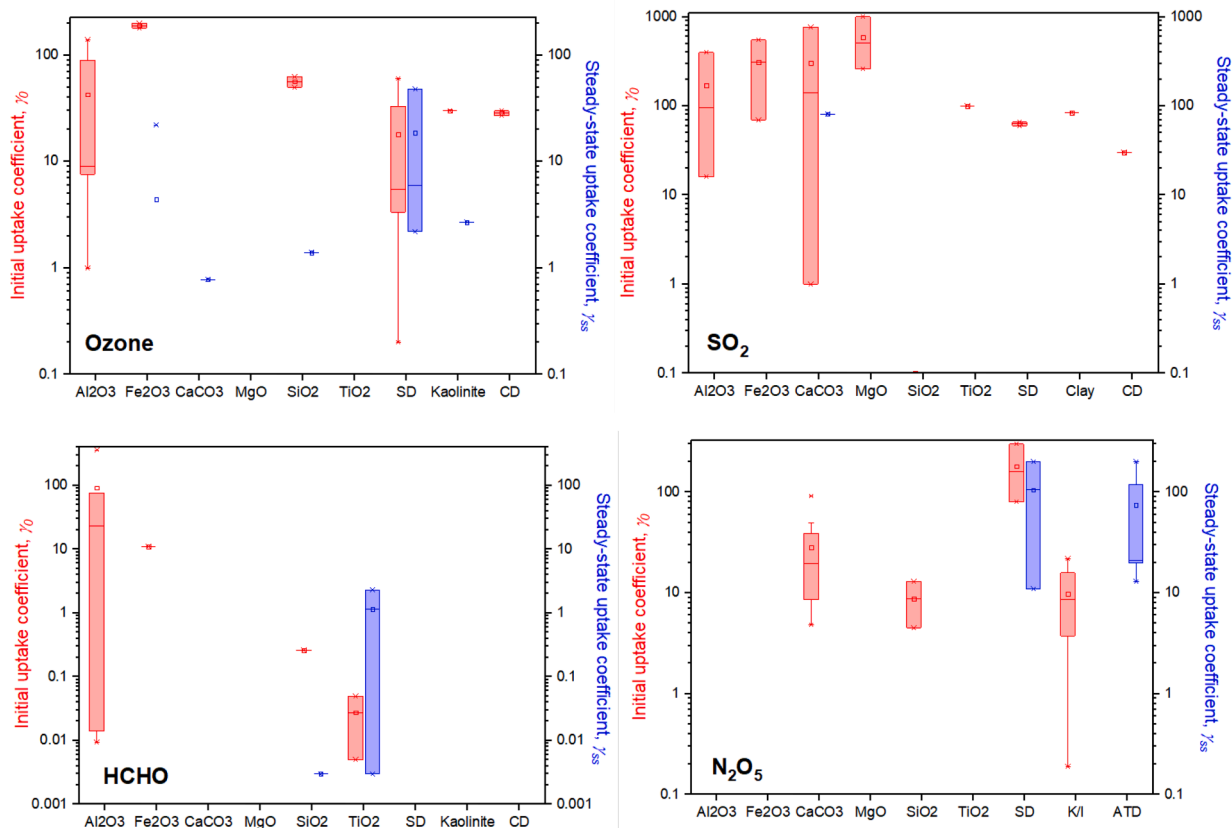 Initial uptake coefficient, γ0
100
10
1
0.1
Ozone
Al2O3 Fe2O3 CaCO3 MgO SiO2 TiO2 SD Kaolinite CD
100
10
1
0.1
Steady-state uptake coefficient, γss
Initial uptake coefficient, γ0
1000
100
10
1
0.1
SO2
Al2O3 Fe2O3 CaCO3 MgO SiO2 TiO2 SD Clay CD
1000
100
10
1
0.1
Steady-state uptake coefficient, γss
Initial uptake coefficient, γ0
100
10
1
0.1
0.01
0.001
HCHO
Al2O3 Fe2O3 CaCO3 MgO SiO2 TiO2 SD Kaolinite CD
100
10
1
0.1
0.01
0.001
Steady-state uptake coefficient, γss
Initial uptake coefficient, γ0
100
10
1
0.1
N2O5
Al2O3 Fe2O3 CaCO3 MgO SiO2 TiO2 SD K/I ATD
100
10
1
0.1
Steady-state uptake coefficient, γss